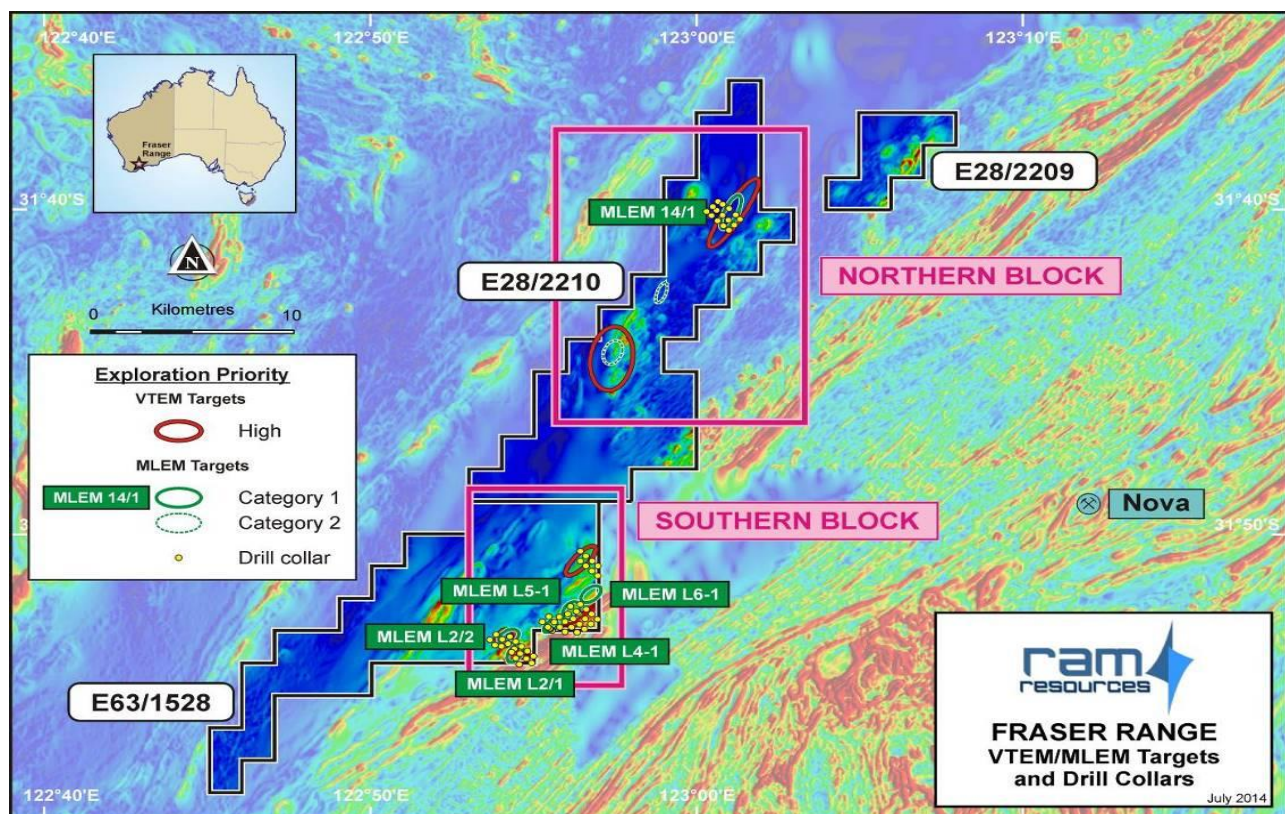 122°40'E
122°50'E
123°00'E
123°10'E
Fraser
Range
31°40'S
31°40'S
E28/2209
MLEM 14/1
N
E28/2210
NORTHERN BLOCK
Kilometres
0
10
Exploration Priority
VTEM Targets
High
MLEM Targets
MLEM 14/1
Category 1
Category 2
Drill collar
Nova
SOUTHERN BLOCK
31°50'S
MLEM L5-1
MLEM L6-1
MLEM L2/2
MLEM L4-1
MLEM L2/1
E63/1528
ram
resources
FRASER RANGE
VTEM/MLEM Targets
and Drill Collars
July 2014
122°40'E
122°50'E
123°00'E